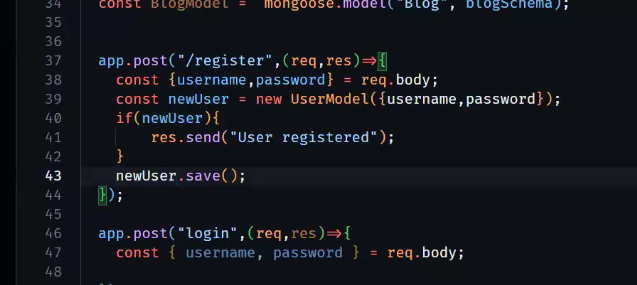 34 const BlogModel = mongoose.model("Blog", blogSchema);
35
36
37 app.post("/register",(req,res)=>{
38 const {username,password} = req.body;
39 const newUser = new UserModel({username,password});
40 if(newUser){
41 res.send("User registered");
42 }
43 newUser.save();
44 });
45
46 app.post("login",(req,res)=>{
47 const { username, password } = req.body;
48